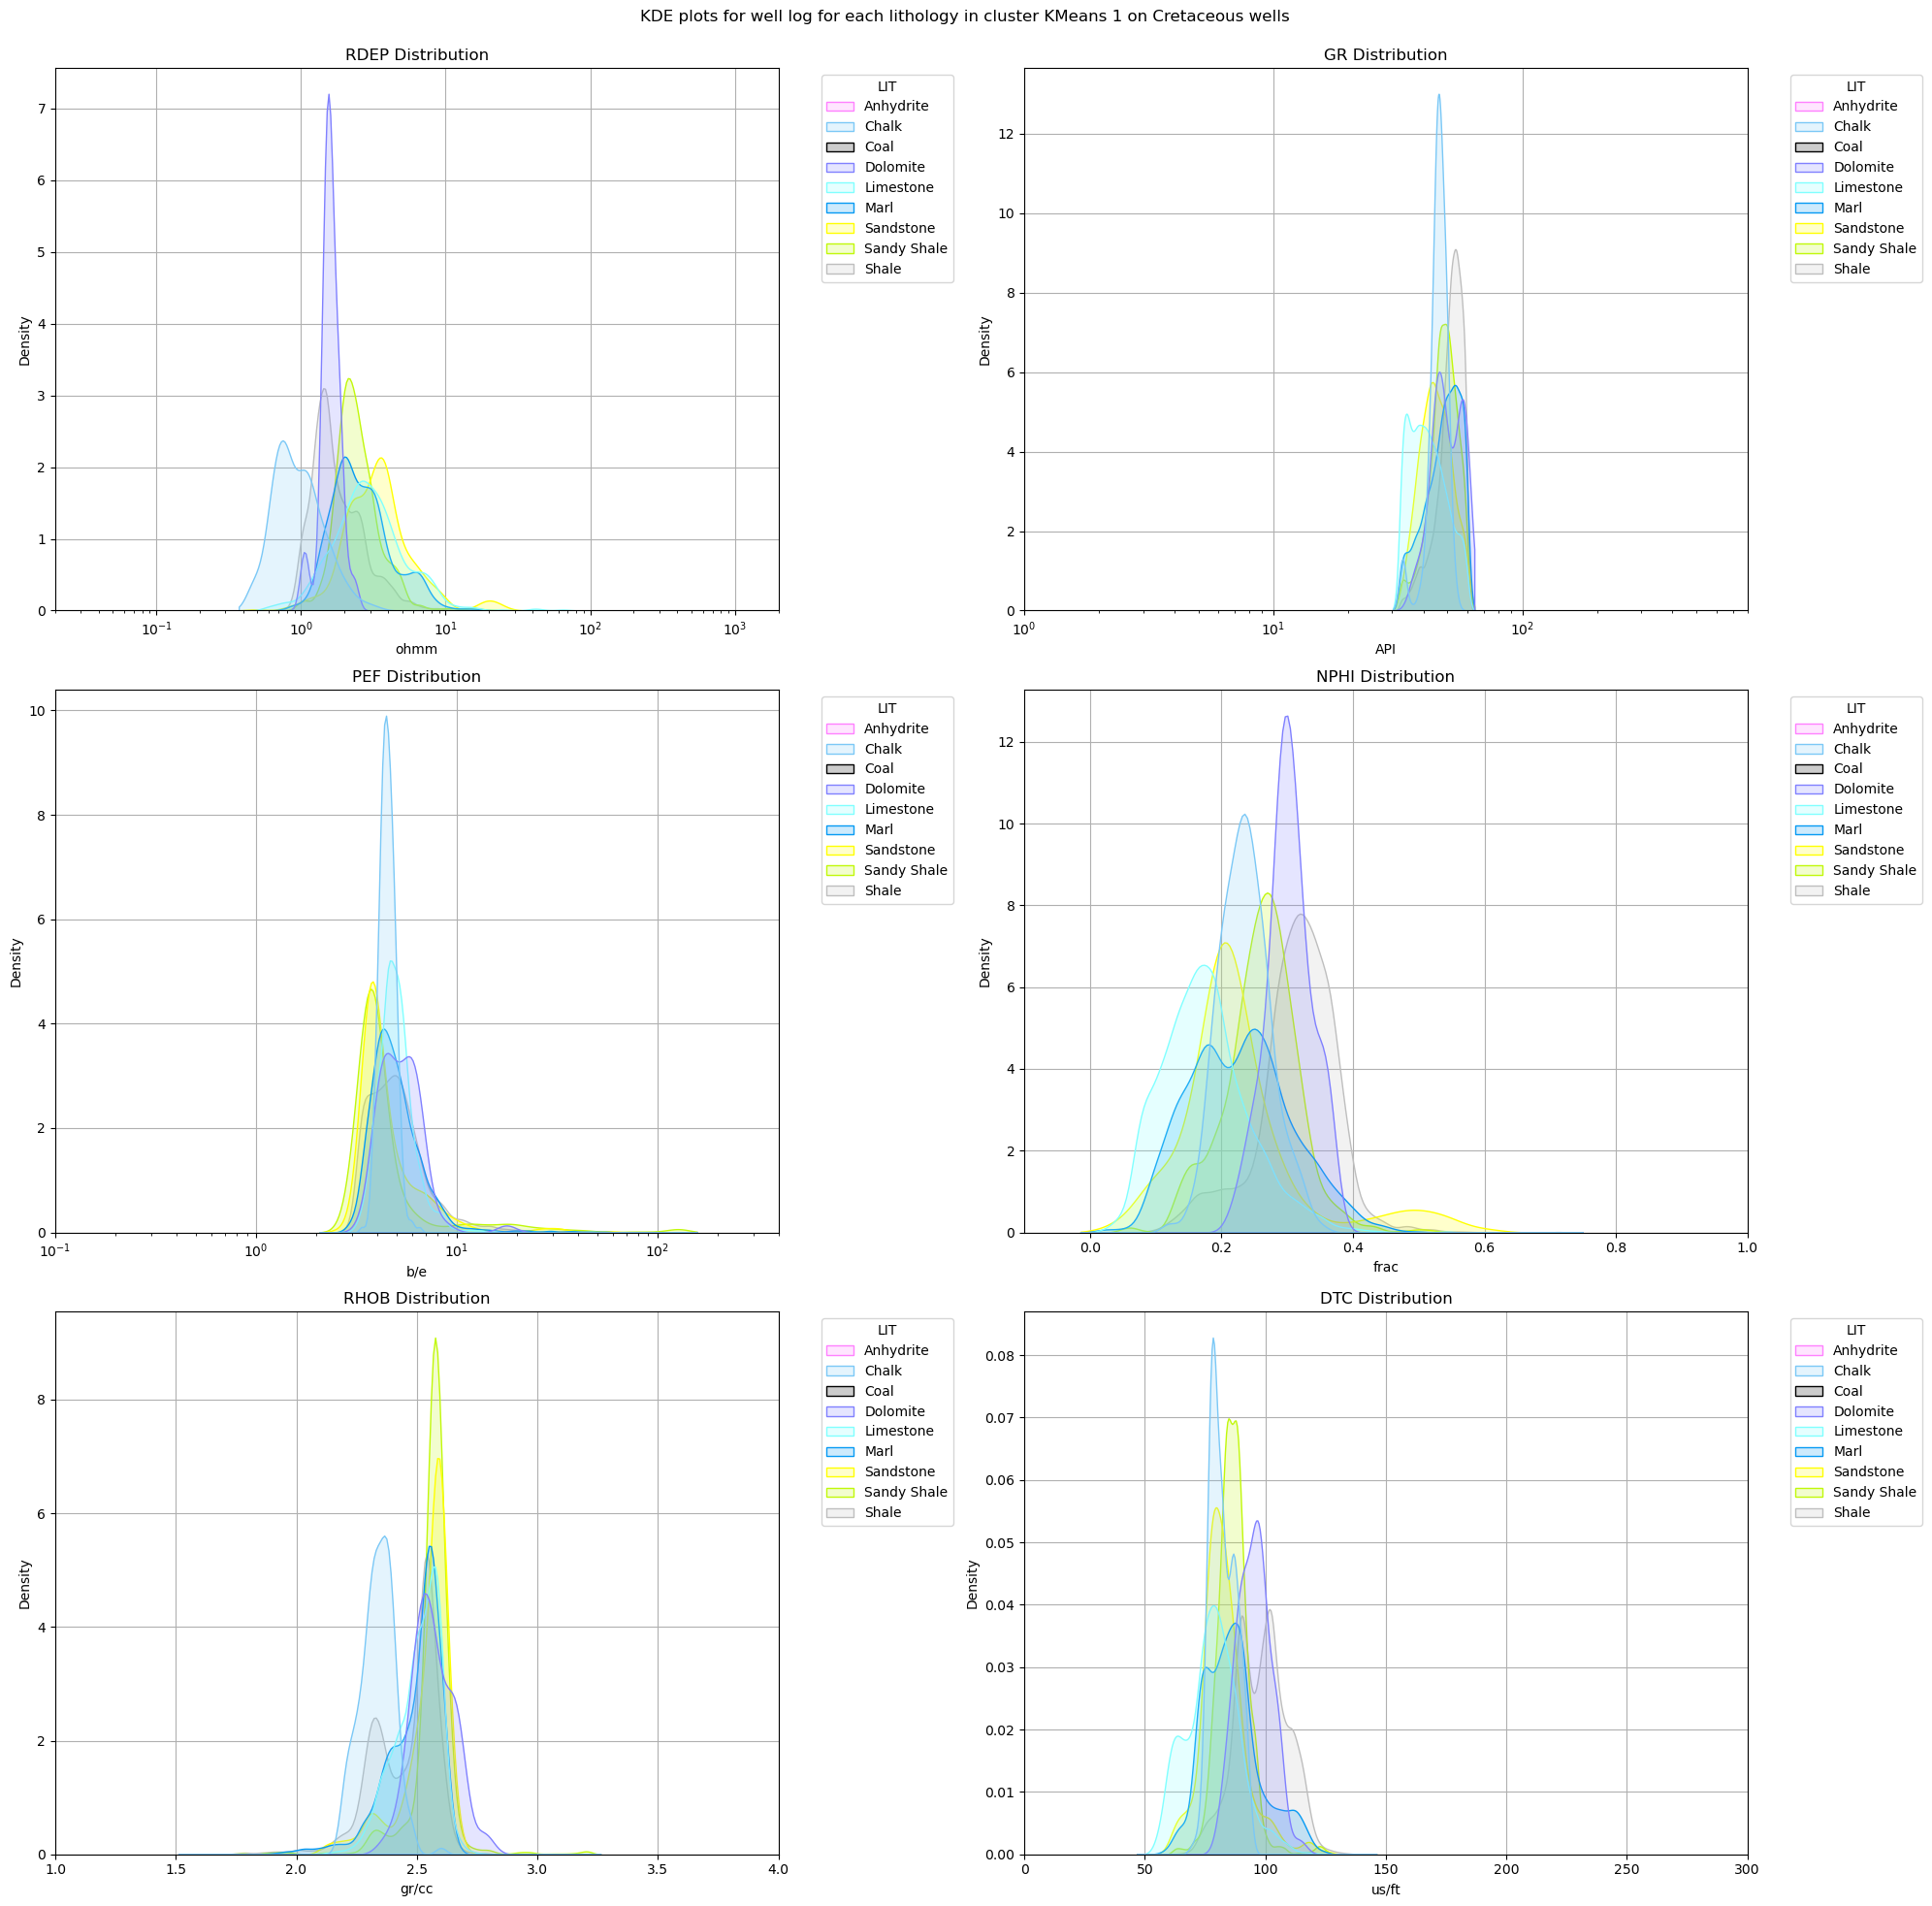 KDE plots for well log for each lithology in cluster KMeans 1 on Cretaceous wells
RDEP Distribution
Density
0
1
2
3
4
5
6
7
10⁻¹
10⁰
10¹
10²
10³
ohmm
LIT
Anhydrite
Chalk
Coal
Dolomite
Limestone
Marl
Sandstone
Sandy Shale
Shale
GR Distribution
Density
0
2
4
6
8
10
12
10⁰
10¹
10²
API
LIT
Anhydrite
Chalk
Coal
Dolomite
Limestone
Marl
Sandstone
Sandy Shale
Shale
PEF Distribution
Density
0
2
4
6
8
10
10⁻¹
10⁰
10¹
10²
b/e
LIT
Anhydrite
Chalk
Coal
Dolomite
Limestone
Marl
Sandstone
Sandy Shale
Shale
NPHI Distribution
Density
0
2
4
6
8
10
12
0.0
0.2
0.4
0.6
0.8
1.0
frac
LIT
Anhydrite
Chalk
Coal
Dolomite
Limestone
Marl
Sandstone
Sandy Shale
Shale
RHOB Distribution
Density
0
2
4
6
8
1.0
1.5
2.0
2.5
3.0
3.5
4.0
gr/cc
LIT
Anhydrite
Chalk
Coal
Dolomite
Limestone
Marl
Sandstone
Sandy Shale
Shale
DTC Distribution
Density
0.00
0.01
0.02
0.03
0.04
0.05
0.06
0.07
0.08
0
50
100
150
200
250
300
us/ft
LIT
Anhydrite
Chalk
Coal
Dolomite
Limestone
Marl
Sandstone
Sandy Shale
Shale